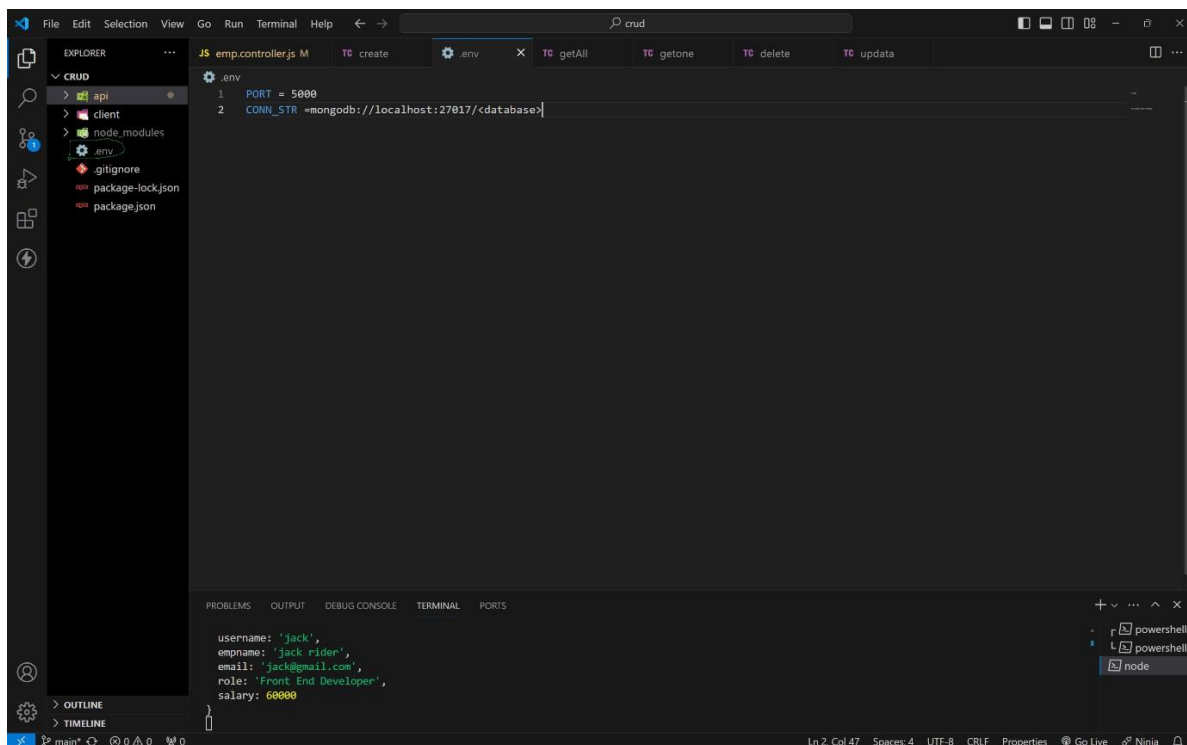 File Edit Selection View Go Run Terminal Help
crud
EXPLORER
CRUD
api
client
node_modules
.env
.gitignore
package-lock.json
package.json
JS emp.controller.js M
TC create
.env
TC getAll
TC getone
TC delete
TC updata
.env
1 PORT = 5000
2 CONN_STR =mongodb://localhost:27017/<database>
PROBLEMS OUTPUT DEBUG CONSOLE TERMINAL PORTS
username: 'jack',
empname: 'jack rider',
email: 'jack@gmail.com',
role: 'Front End Developer',
salary: 60000
}
powershell
powershell
node
1
OUTLINE
TIMELINE
main* 0 0 0
Ln 2, Col 47 Spaces: 4 UTF-8 CRLF Properties Go Live Ninja